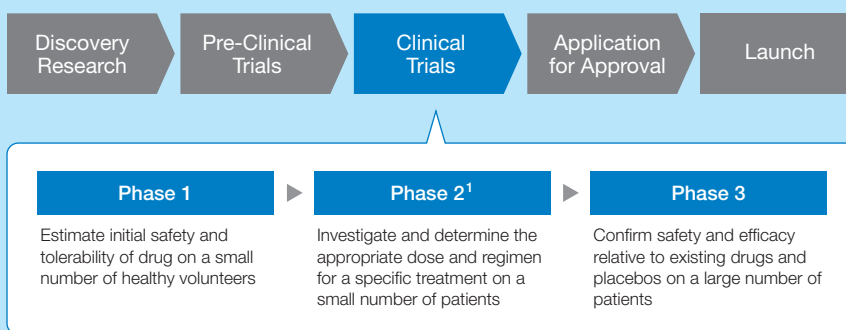 Discovery
Research
Pre-Clinical
Trials
Clinical
Trials
Application
for Approval
Launch
Phase 1
Estimate initial safety and
tolerability of drug on a small
number of healthy volunteers
Phase 2¹
Investigate and determine the
appropriate dose and regimen
for a specific treatment on a
small number of patients
Phase 3
Confirm safety and efficacy
relative to existing drugs and
placebos on a large number of
patients